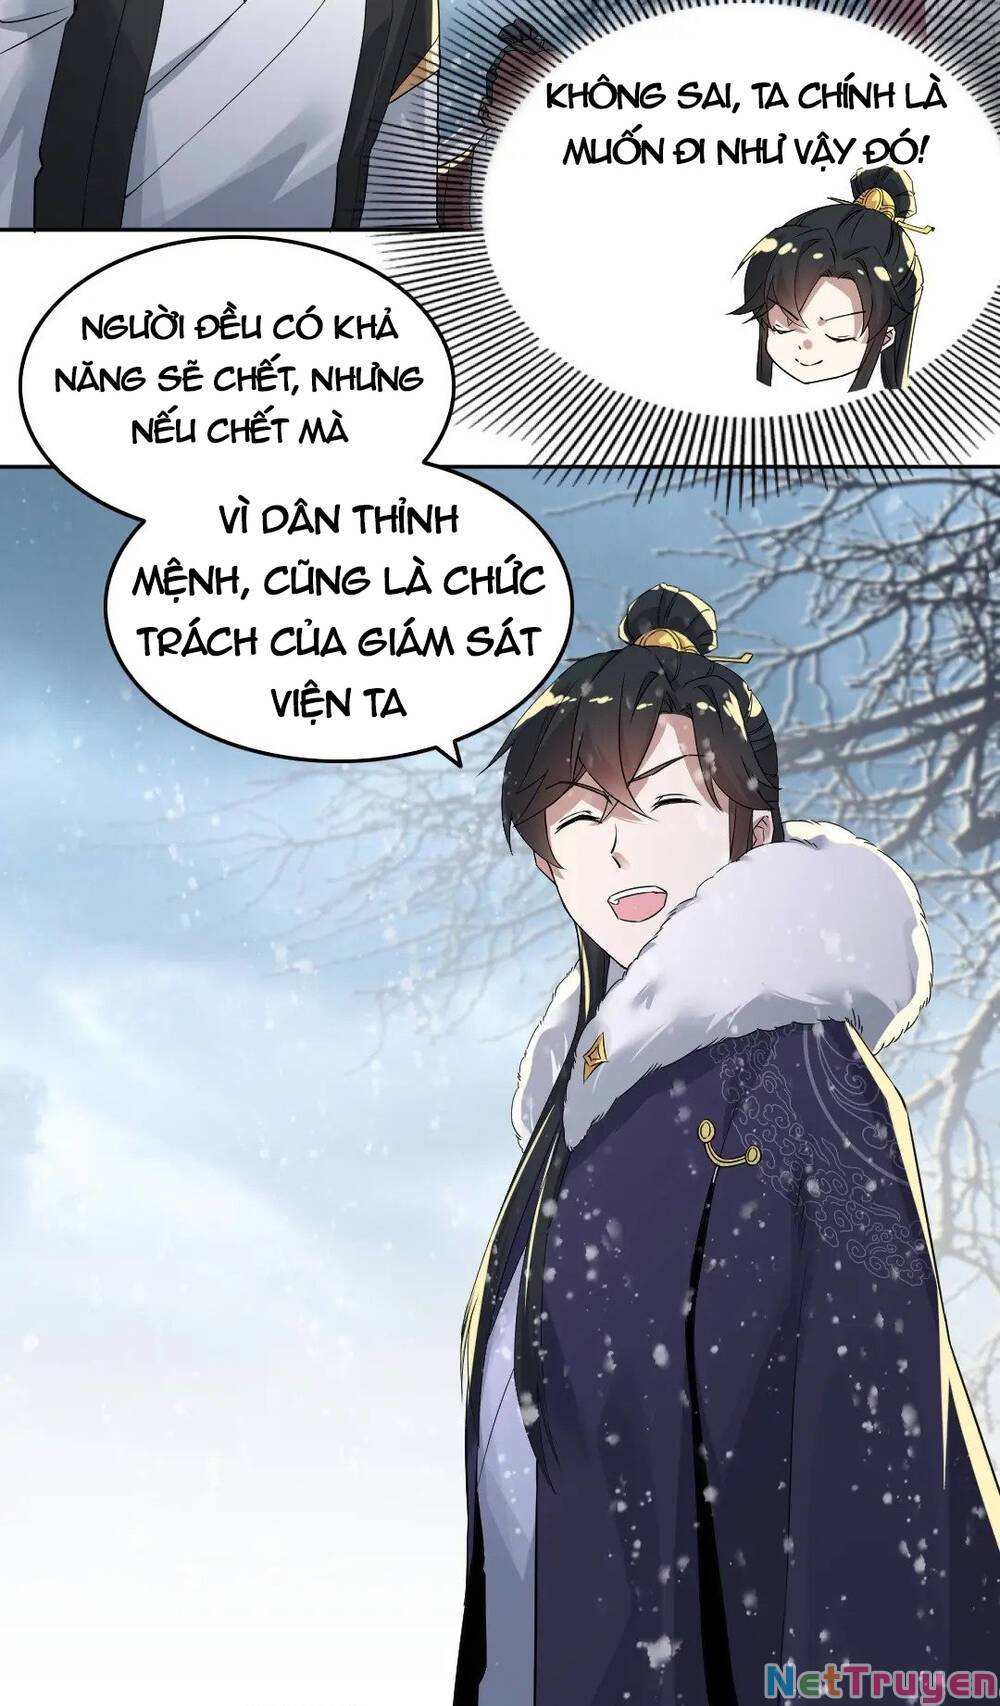 KHÔNG SAI, TA CHÍNH LÀ
MUỐN ĐI NHƯ VẬY ĐÓ!
NGƯỜI ĐỀU CÓ KHẢ
NĂNG SẼ CHẾT, NHƯNG
NẾU CHẾT MÀ
VÌ DÂN THỈNH
MỆNH, CŨNG LÀ CHỨC
TRÁCH CỦA GIÁM SÁT
VIỆN TA
NetTruyen